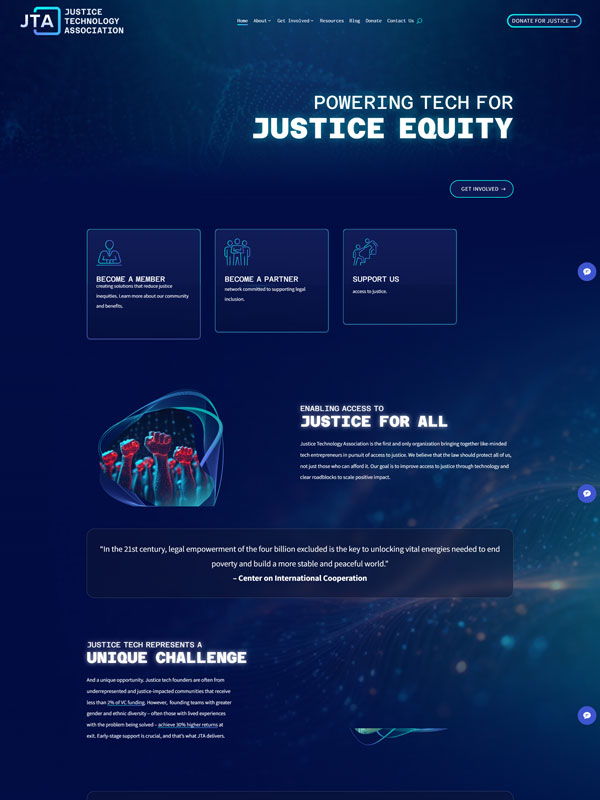 JTA
JUSTICE
TECHNOLOGY
ASSOCIATION
Home About Get Involved Resources Blog Donate Contact Us
DONATE FOR JUSTICE →
POWERING TECH FOR
JUSTICE EQUITY
GET INVOLVED →
BECOME A MEMBER
creating solutions that reduce justice
inequities. Learn more about our community
and benefits.
BECOME A PARTNER
network committed to supporting legal
inclusion.
SUPPORT US
access to justice.
ENABLING ACCESS TO
JUSTICE FOR ALL
Justice Technology Association is the first and only organization bringing together like-minded
tech entrepreneurs in pursuit of access to justice. We believe that the law should protect all of us,
not just those who can afford it. Our goal is to improve access to justice through technology and
clear roadblocks to scale positive impact.
“In the 21st century, legal empowerment of the four billion excluded is the key to unlocking vital energies needed to end
poverty and build a more stable and peaceful world.”
– Center on International Cooperation
JUSTICE TECH REPRESENTS A
UNIQUE CHALLENGE
And a unique opportunity. Justice tech founders are often from
underrepresented and justice-impacted communities that receive
less than 2% of VC funding. However, founding teams with greater
gender and ethnic diversity – often those with lived experiences
with the problem being solved – achieve 30% higher returns at
exit. Early-stage support is crucial, and that’s what JTA delivers.